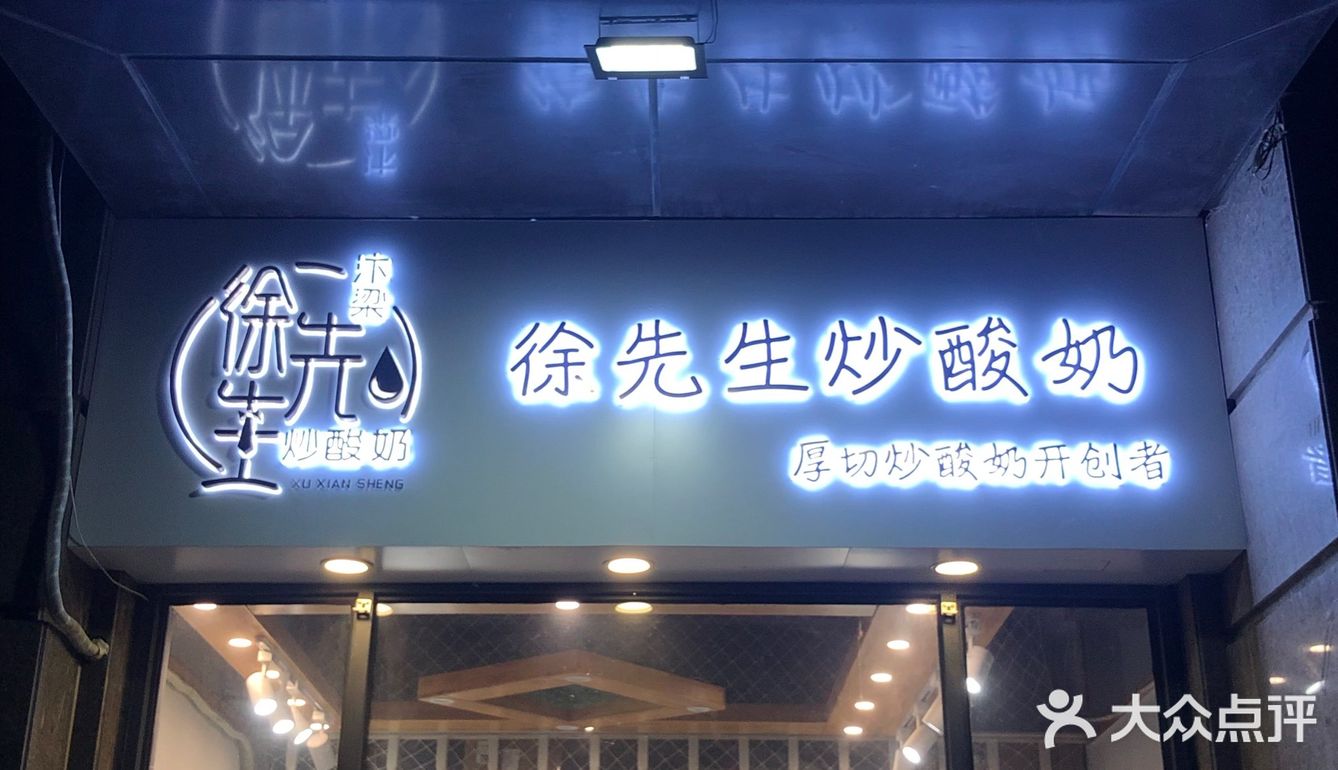 汴梁
徐先生
炒酸奶
XU XIAN SHENG
徐先生炒酸奶
厚切炒酸奶开创者
大众点评